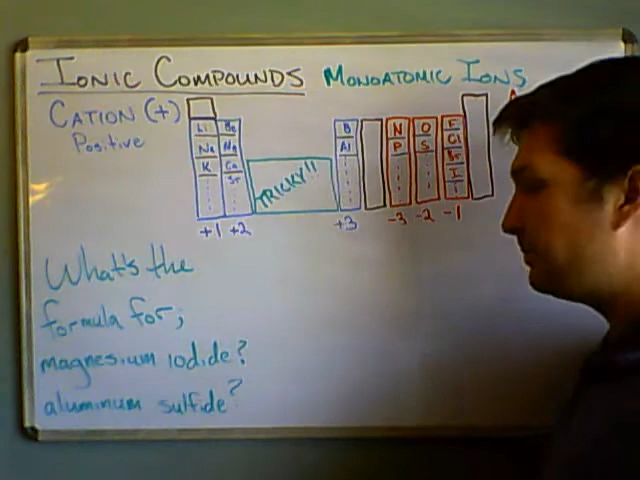 IONIC COMPOUNDS MONOATOMIC IONS
CATION (+)
Positive
Li Be B N O F
Na Mg Al P S Cl
K Ca Br
Sr I
TRICKY!!
+1 +2 +3 -3 -2 -1
What's the
formula for;
magnesium iodide?
aluminum sulfide?